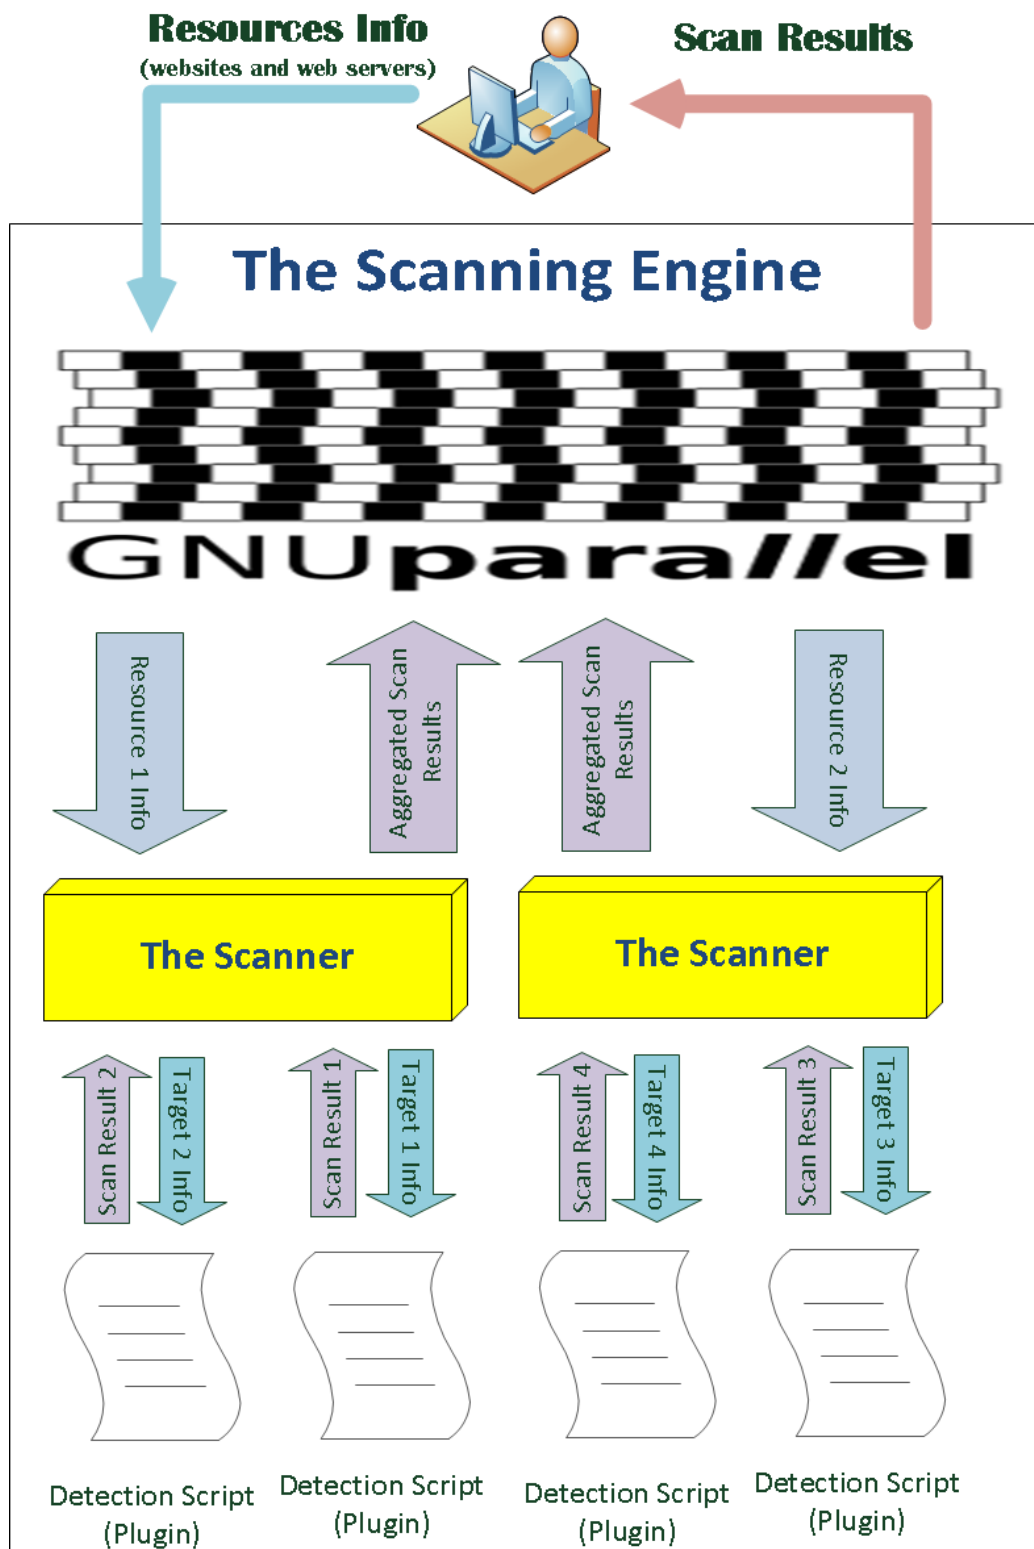 Resources Info
(websites and web servers)
Scan Results
The Scanning Engine
GNUparallel
Resource 1 Info
Aggregated Scan
Results
Aggregated Scan
Results
Resource 2 Info
The Scanner
The Scanner
Scan Result 2
Target 2 Info
Scan Result 1
Target 1 Info
Scan Result 4
Target 4 Info
Scan Result 3
Target 3 Info
Detection Script
(Plugin)
Detection Script
(Plugin)
Detection Script
(Plugin)
Detection Script
(Plugin)